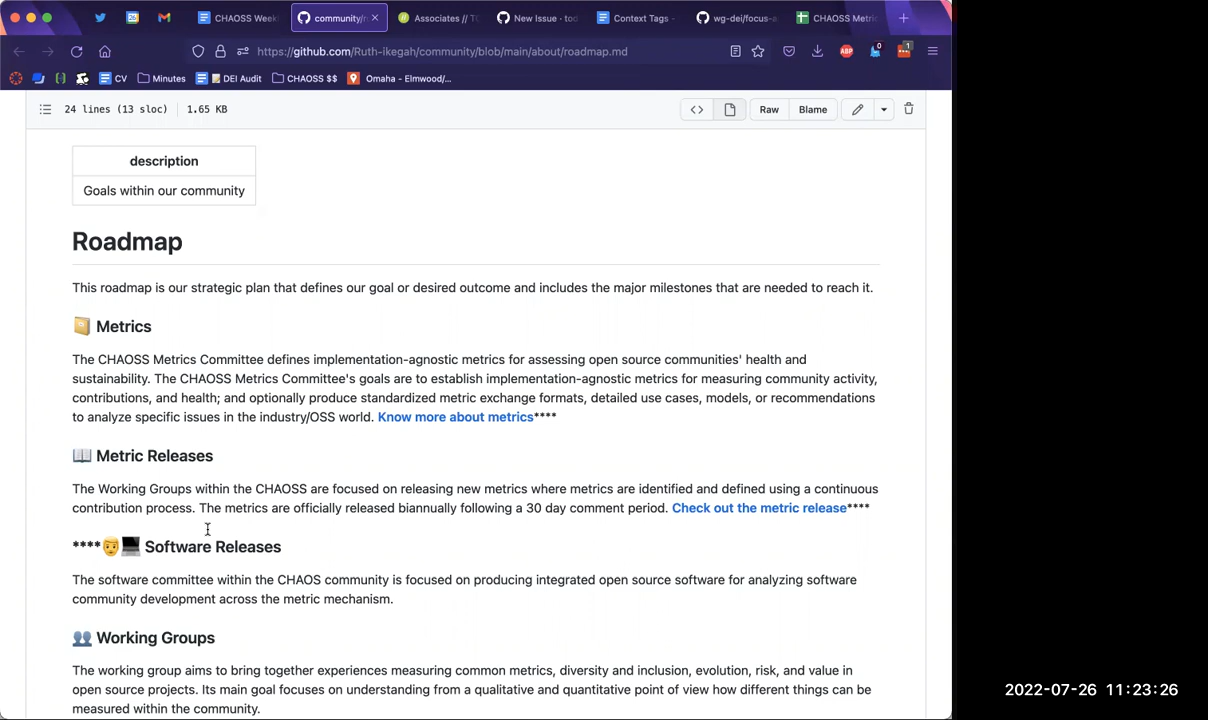 CHAOSS Week
community/r
Associates // T
New Issue · too
Context Tags -
wg-dei/focus-a
CHAOSS Metri
https://github.com/Ruth-ikegah/community/blob/main/about/roadmap.md
ABP
0
1
CV
Minutes
DEI Audit
CHAOSS $$
Omaha - Elmwood/...
24 lines (13 sloc)
1.65 KB
Raw
Blame
description
Goals within our community
Roadmap
This roadmap is our strategic plan that defines our goal or desired outcome and includes the major milestones that are needed to reach it.
Metrics
The CHAOSS Metrics Committee defines implementation-agnostic metrics for assessing open source communities' health and
sustainability. The CHAOSS Metrics Committee's goals are to establish implementation-agnostic metrics for measuring community activity,
contributions, and health; and optionally produce standardized metric exchange formats, detailed use cases, models, or recommendations
to analyze specific issues in the industry/OSS world. Know more about metrics****
Metric Releases
The Working Groups within the CHAOSS are focused on releasing new metrics where metrics are identified and defined using a continuous
contribution process. The metrics are officially released biannually following a 30 day comment period. Check out the metric release****
****👨💻 Software Releases
The software committee within the CHAOS community is focused on producing integrated open source software for analyzing software
community development across the metric mechanism.
Working Groups
The working group aims to bring together experiences measuring common metrics, diversity and inclusion, evolution, risk, and value in
open source projects. Its main goal focuses on understanding from a qualitative and quantitative point of view how different things can be
measured within the community.
2022-07-26 11:23:26